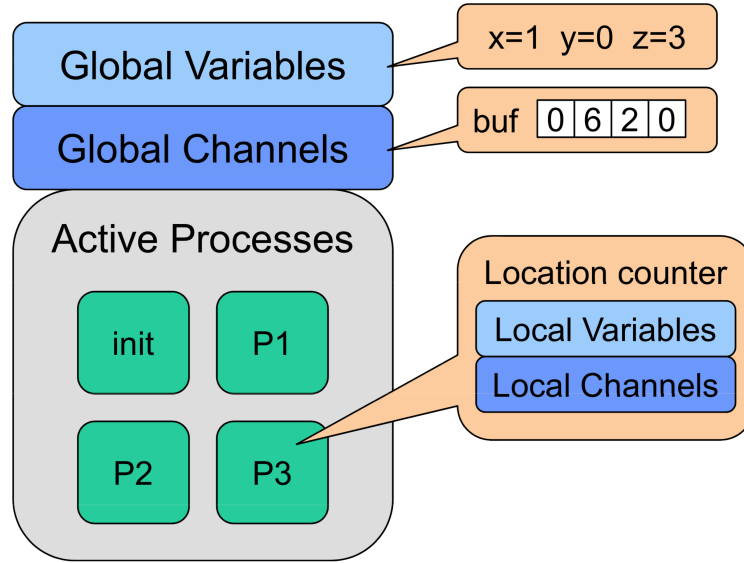 Global Variables
x=1 y=0 z=3
Global Channels
buf 0 6 2 0
Active Processes
init P1
P2 P3
Location counter
Local Variables
Local Channels